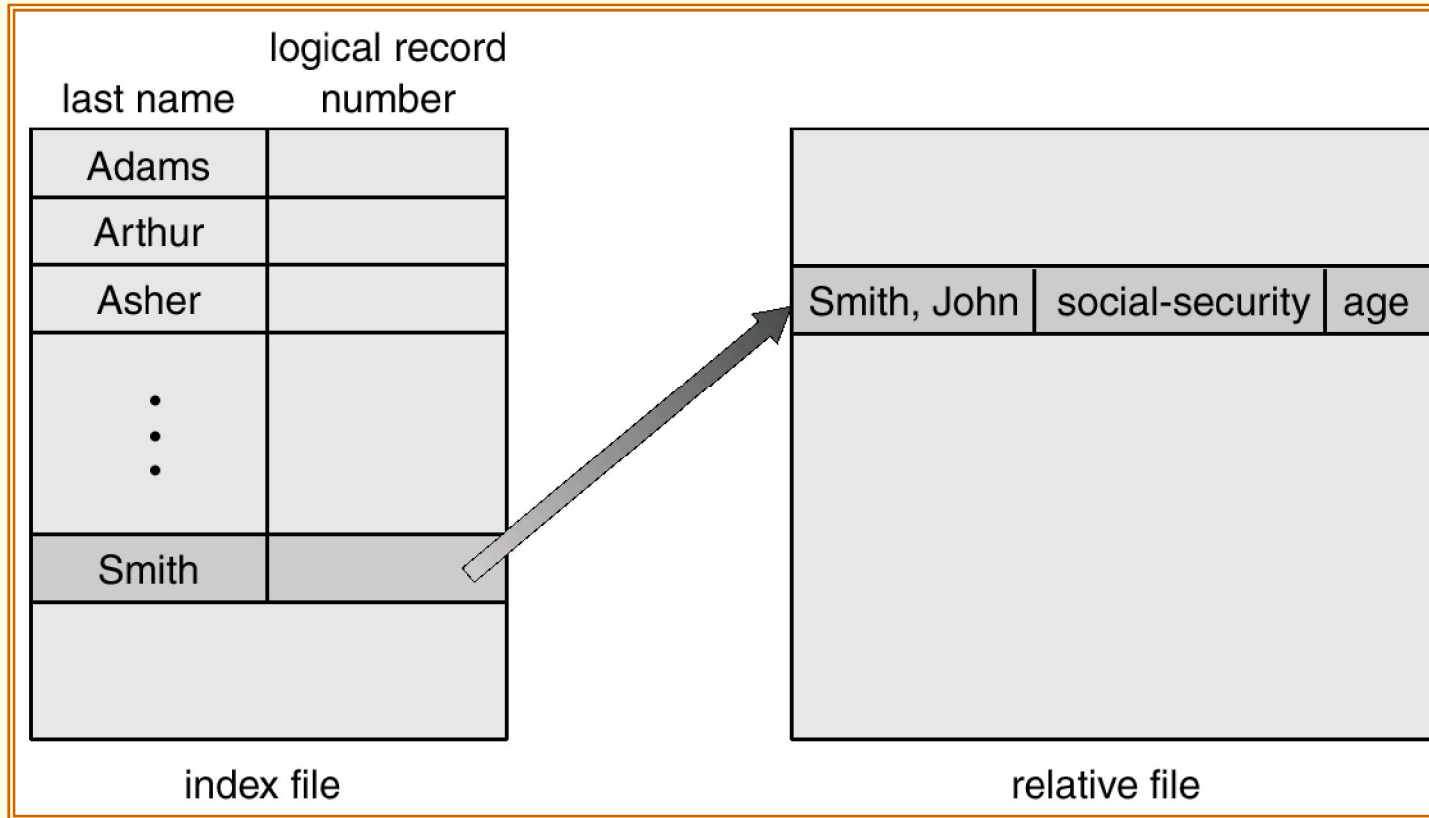 logical record
last name number
Adams
Arthur
Asher
Smith
Smith, John social-security age
index file
relative file